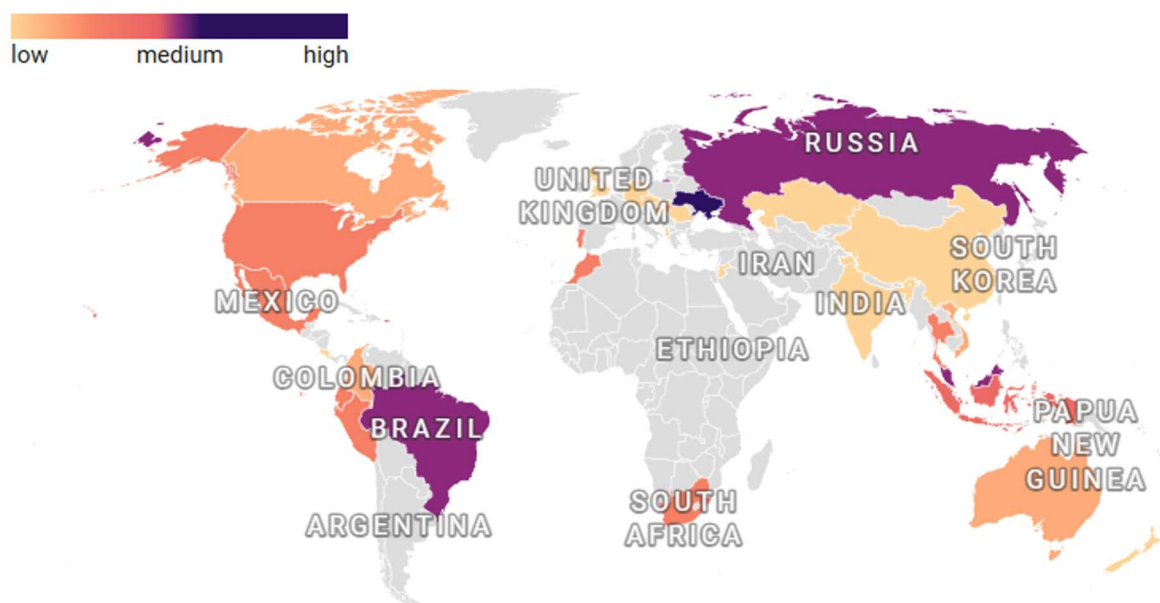 low medium high
RUSSIA
UNITED
KINGDOM
SOUTH
KOREA
IRAN
MEXICO
INDIA
ETHIOPIA
COLOMBIA
BRAZIL
PAPUA
NEW
GUINEA
SOUTH
AFRICA
ARGENTINA